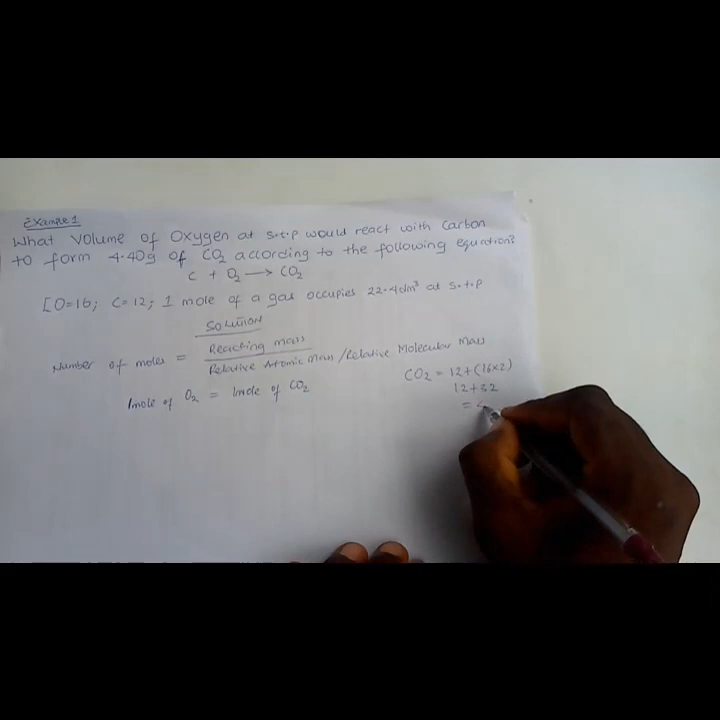 Example 1
What Volume of Oxygen at s.t.p would react with Carbon
to form 4.40g of CO₂ according to the following equation?
C + O₂ → CO₂
[O=16; C=12; 1 mole of a gas occupies 22.4dm³ at s.t.p
SOLUTION
Number of moles = Reacting mass / Relative Atomic Mass/Relative Molecular Mass
1mole of O₂ = 1mole of CO₂
CO₂ = 12+(16×2)
12+32
= 4